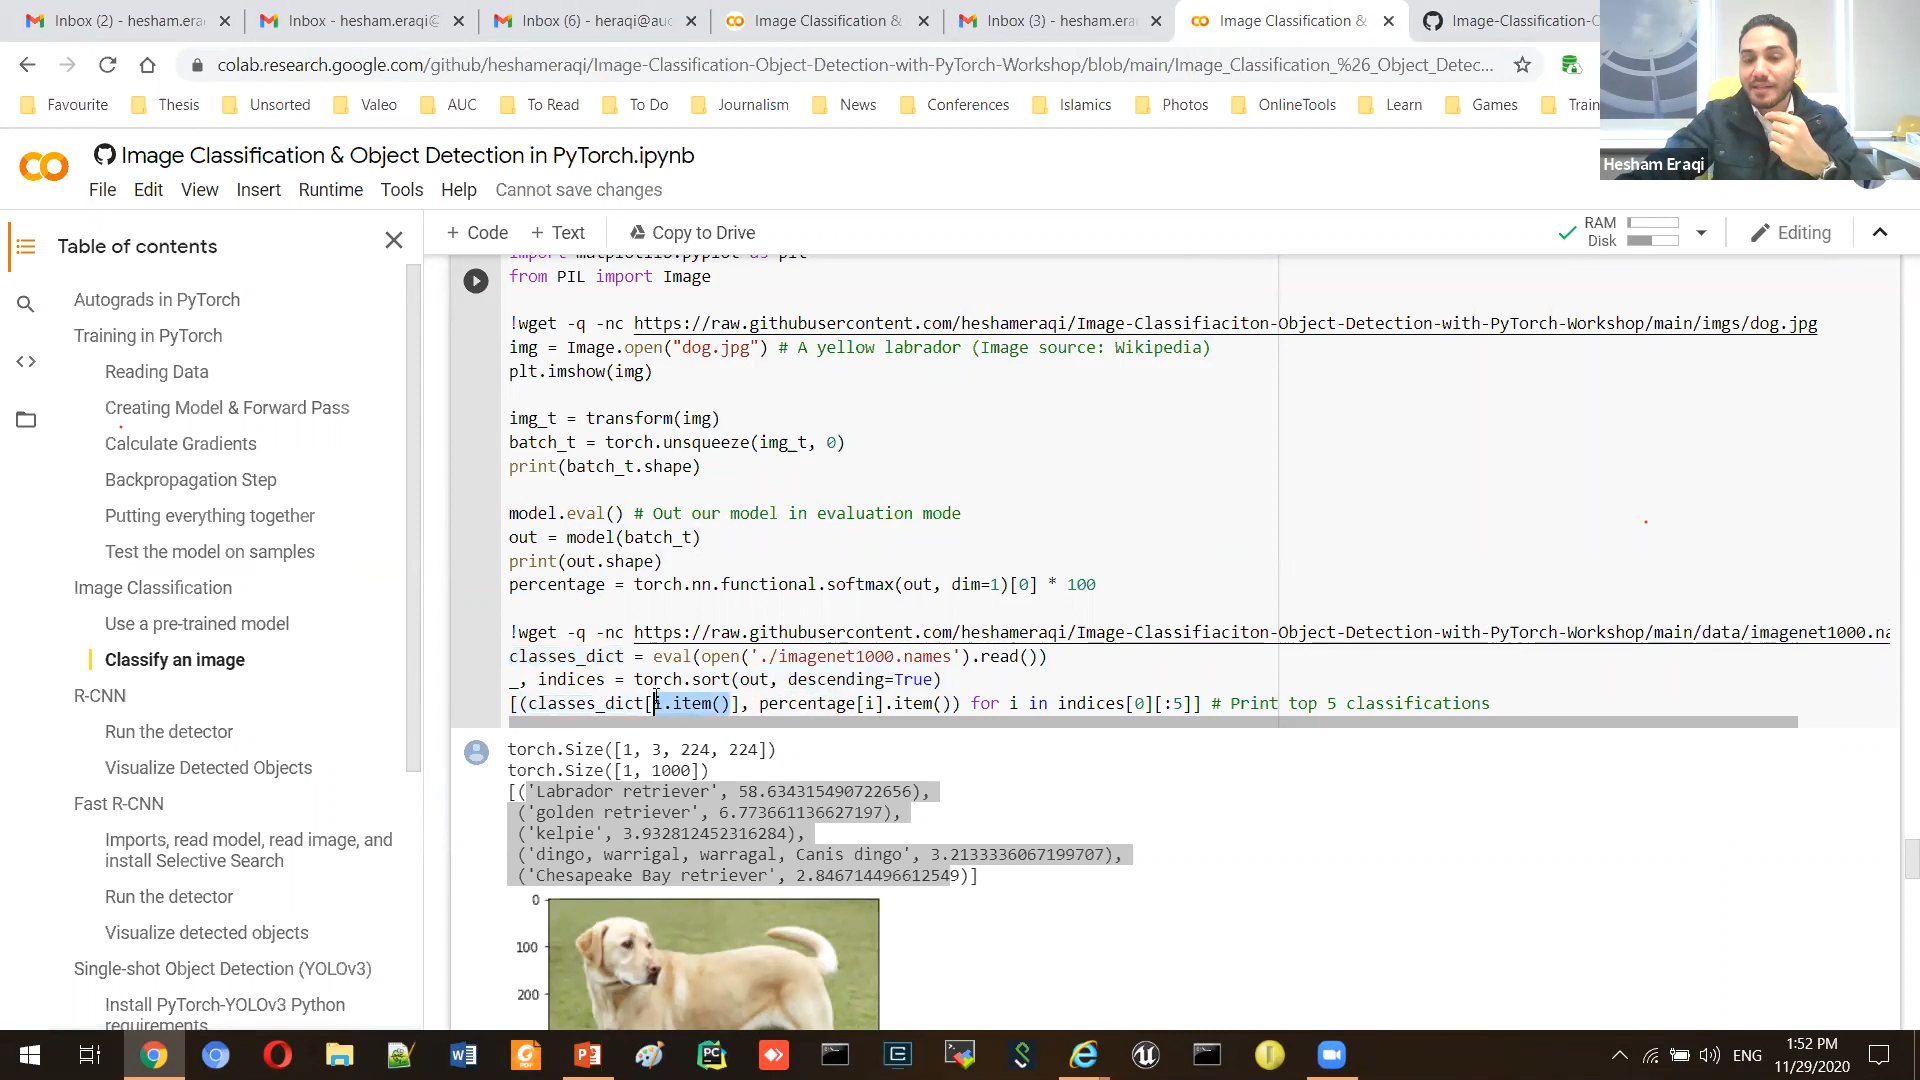 Inbox (2) - hesham.era
Inbox - hesham.eraqi@
Inbox (6) - heraqi@auc
Image Classification &
Inbox (3) - hesham.era
Image Classification &
Image-Classification-O
colab.research.google.com/github/heshameraqi/Image-Classification-Object-Detection-with-PyTorch-Workshop/blob/main/Image_Classification_%26_Object_Detec...
Favourite
Thesis
Unsorted
Valeo
AUC
To Read
To Do
Journalism
News
Conferences
Islamics
Photos
OnlineTools
Learn
Games
Train
Hesham Eraqi
Image Classification & Object Detection in PyTorch.ipynb
File Edit View Insert Runtime Tools Help Cannot save changes
+ Code + Text Copy to Drive
RAM
Disk
Editing
Table of contents
Autograds in PyTorch
Training in PyTorch
Reading Data
Creating Model & Forward Pass
Calculate Gradients
Backpropagation Step
Putting everything together
Test the model on samples
Image Classification
Use a pre-trained model
Classify an image
R-CNN
Run the detector
Visualize Detected Objects
Fast R-CNN
Imports, read model, read image, and
install Selective Search
Run the detector
Visualize detected objects
Single-shot Object Detection (YOLOv3)
Install PyTorch-YOLOv3 Python
requirements
import matplotlib.pyplot as plt
from PIL import Image
!wget -q -nc https://raw.githubusercontent.com/heshameraqi/Image-Classifiaciton-Object-Detection-with-PyTorch-Workshop/main/imgs/dog.jpg
img = Image.open("dog.jpg") # A yellow labrador (Image source: Wikipedia)
plt.imshow(img)
img_t = transform(img)
batch_t = torch.unsqueeze(img_t, 0)
print(batch_t.shape)
model.eval() # Out our model in evaluation mode
out = model(batch_t)
print(out.shape)
percentage = torch.nn.functional.softmax(out, dim=1)[0] * 100
!wget -q -nc https://raw.githubusercontent.com/heshameraqi/Image-Classifiaciton-Object-Detection-with-PyTorch-Workshop/main/data/imagenet1000.na
classes_dict = eval(open('./imagenet1000.names').read())
_, indices = torch.sort(out, descending=True)
[(classes_dict[i.item()], percentage[i].item()) for i in indices[0][:5]] # Print top 5 classifications
torch.Size([1, 3, 224, 224])
torch.Size([1, 1000])
[('Labrador retriever', 58.634315490722656),
('golden retriever', 6.773661136627197),
('kelpie', 3.932812452316284),
('dingo, warrigal, warragal, Canis dingo', 3.2133336067199707),
('Chesapeake Bay retriever', 2.846714496612549)]
0
100
200
ENG
1:52 PM
11/29/2020